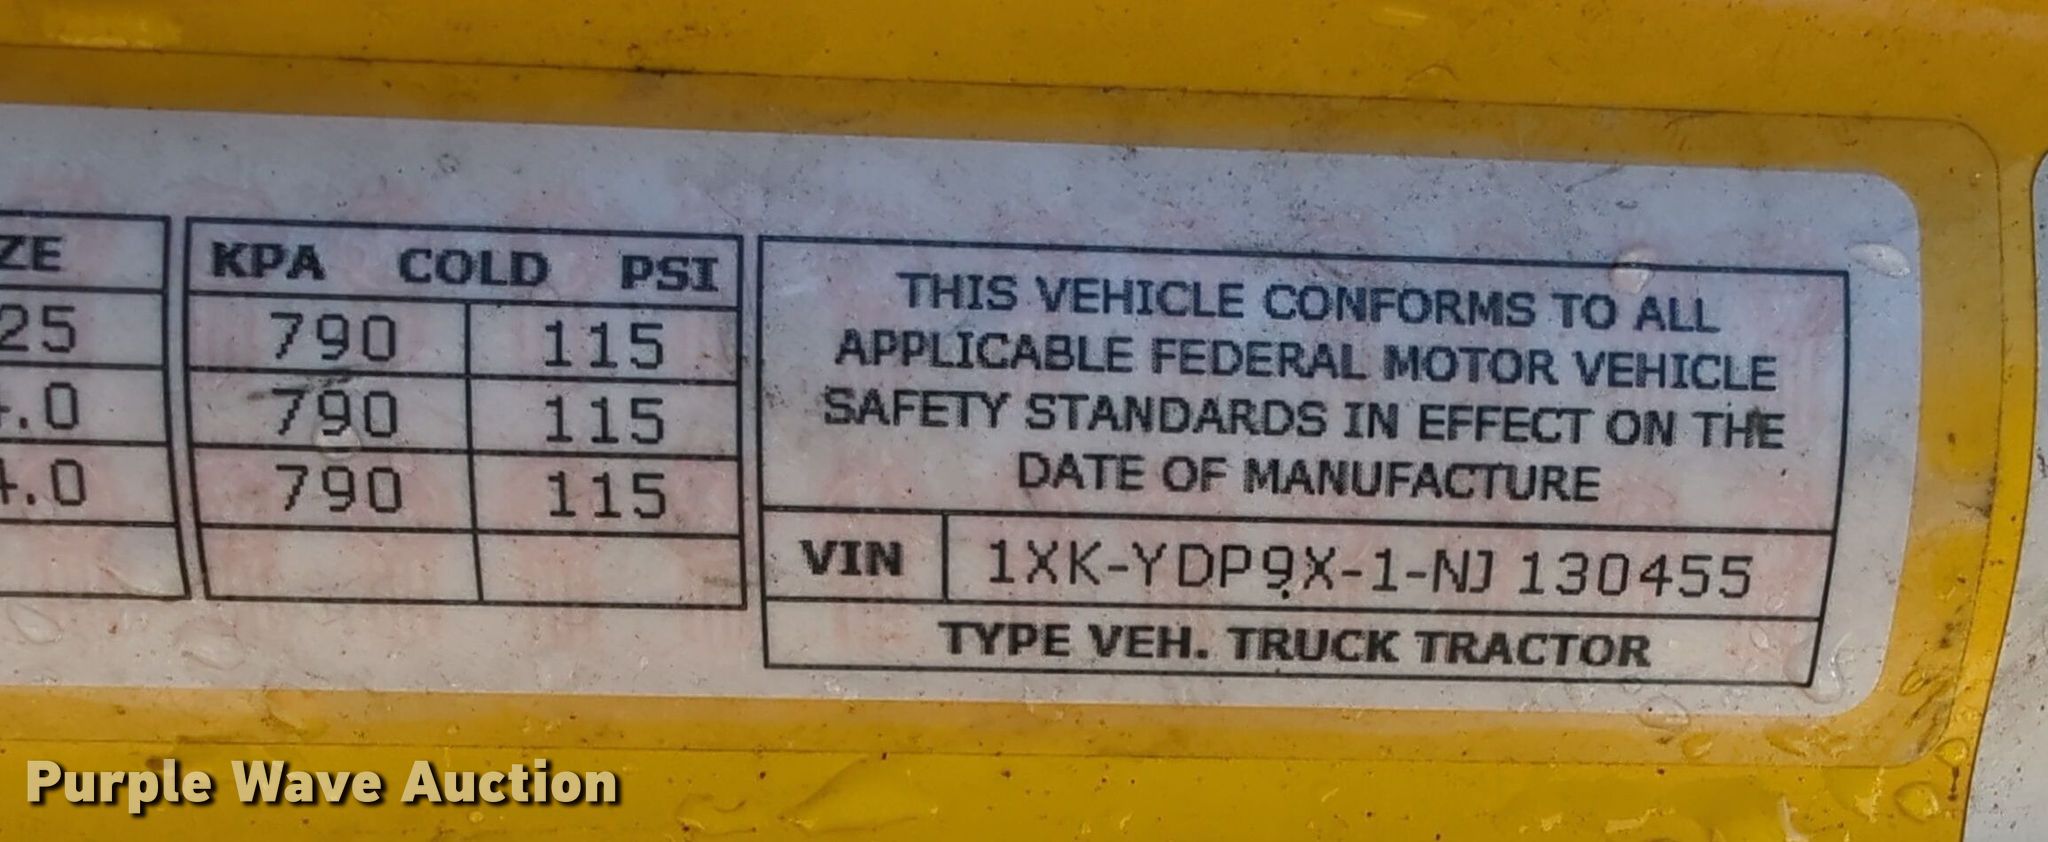 ZE
25
.0
4.0
KPA COLD PSI
790 115
790 115
790 115
THIS VEHICLE CONFORMS TO ALL
APPLICABLE FEDERAL MOTOR VEHICLE
SAFETY STANDARDS IN EFFECT ON THE
DATE OF MANUFACTURE
VIN 1XK-YDP9X-1-NJ 130455
TYPE VEH. TRUCK TRACTOR
Purple Wave Auction